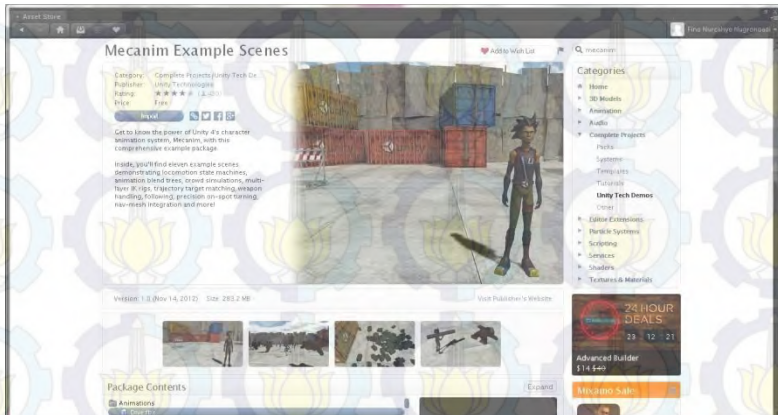 Asset Store
Mecanim Example Scenes
Add to Wish List
mecanim
Category: Complete Projects/Unity Tech De
Publisher: Unity Technologies
Rating:
Price: Free
Import
Get to know the power of Unity 4's character
animation system, Mecanim, with this
comprehensive example package.
Inside, you'll find eleven example scenes
demonstrating locomotion state machines,
animation blend trees, crowd simulations, multi-
layer IK rigs, trajectory target matching, weapon
handling, following, precision on-spot turning,
nav-mesh integration and more!
Version: 1.0 (Nov 14, 2012) Size: 283.2 MB
Visit Publisher's Website
Package Contents
Expand
Animations
Categories
Home
3D Models
Animation
Audio
Complete Projects
Packs
Systems
Templates
Tutorials
Unity Tech Demos
Other
Editor Extensions
Particle Systems
Scripting
Services
Shaders
Textures & Materials
24 HOUR
DEALS
23 12 21
Advanced Builder
$14 $40
Mixamo Sale